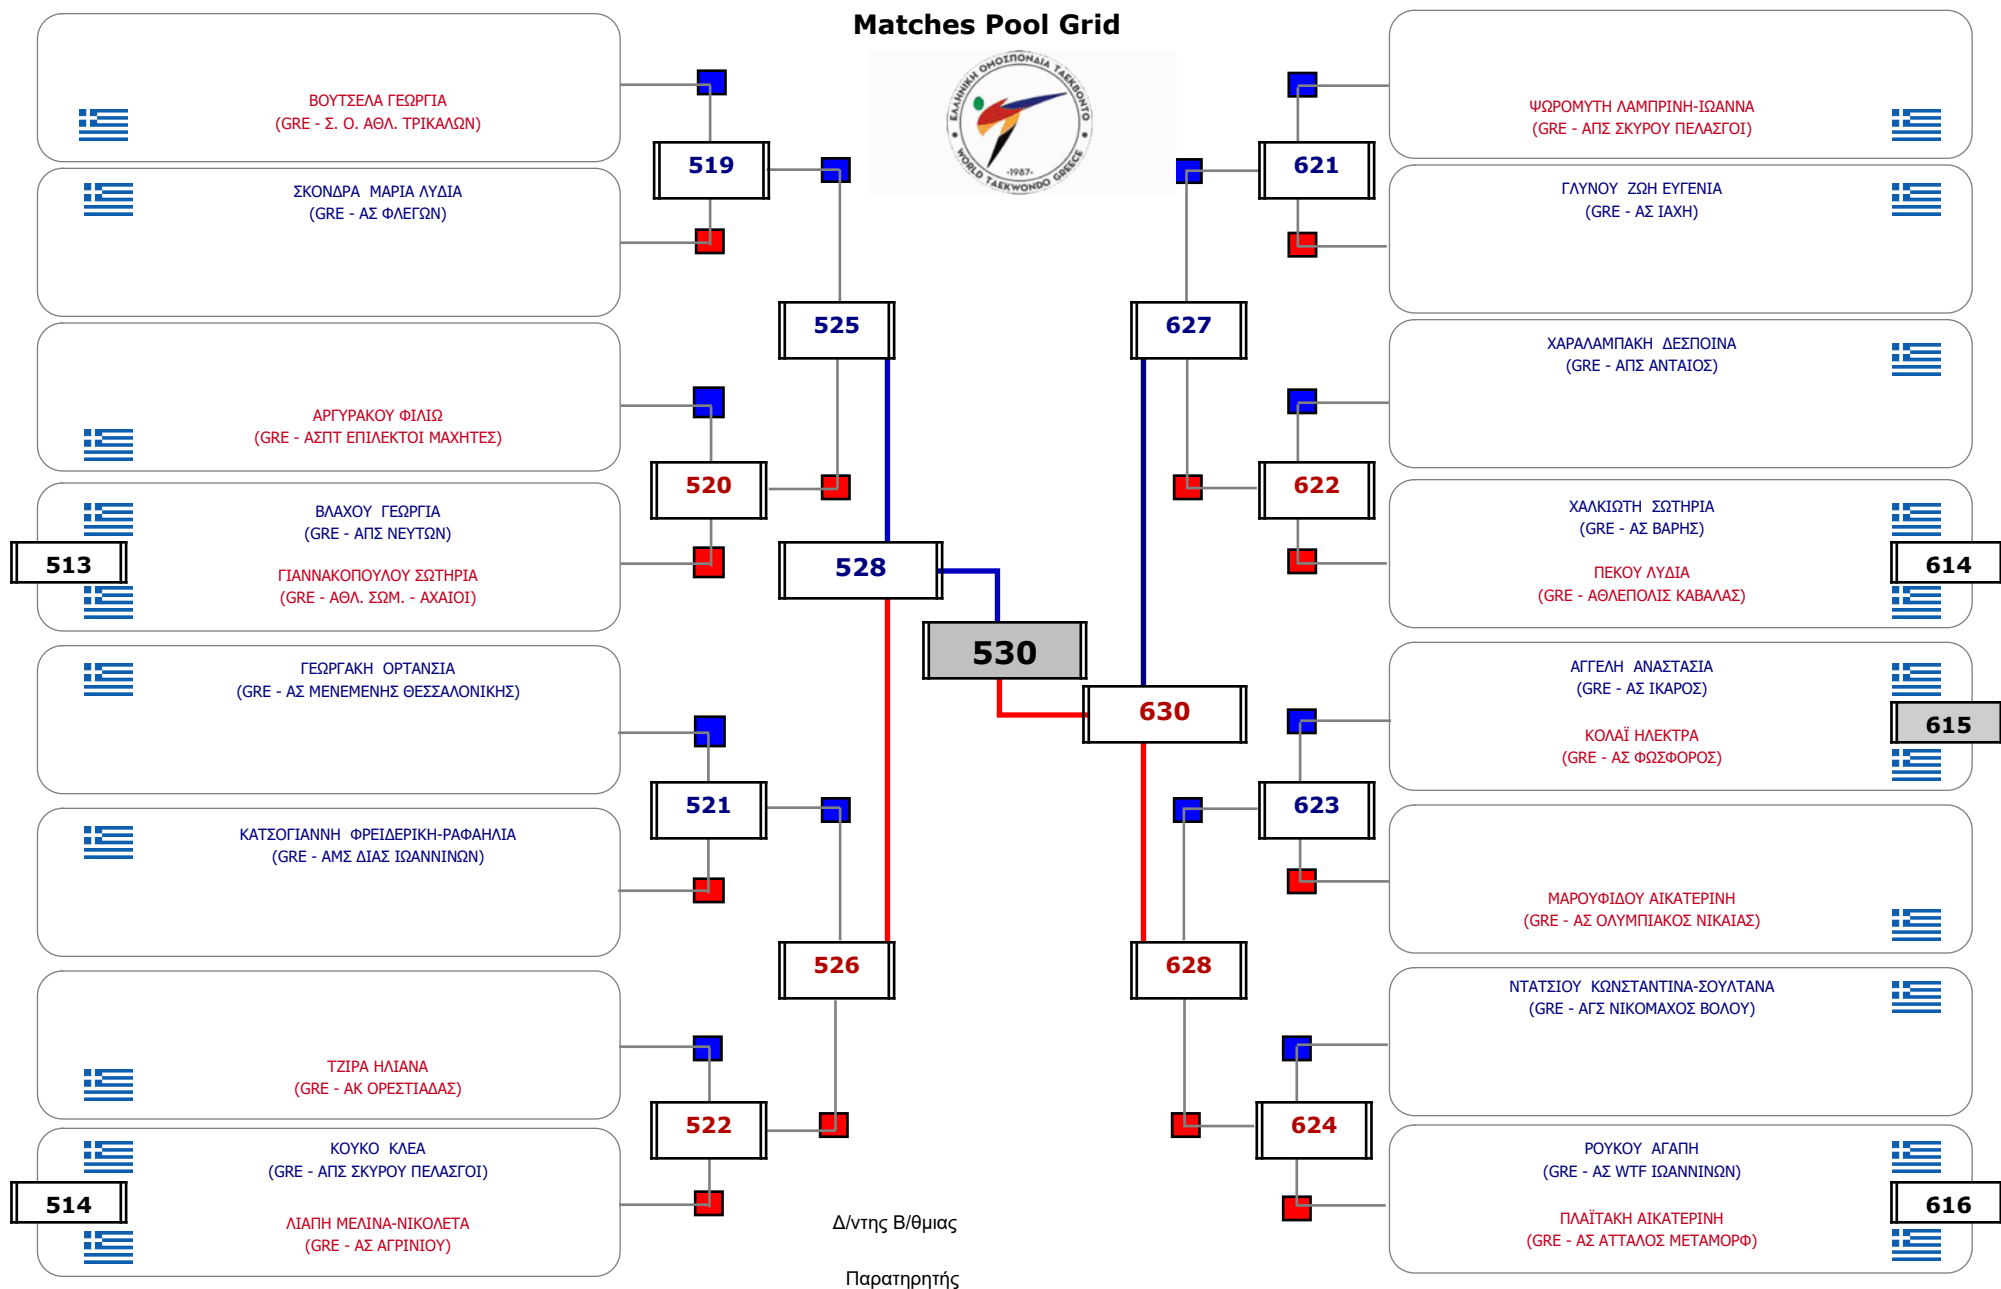 Matches Pool Grid
ΕΛΛΗΝΙΚΗ ΟΜΟΣΠΟΝΔΙΑ ΤΑΕΚΒΟΝΤΟ
-1987-
WORLD TAEKWONDO GREECE
ΒΟΥΤΣΕΛΑ ΓΕΩΡΓΙΑ
(GRE - Σ. Ο. ΑΘΛ. ΤΡΙΚΑΛΩΝ)
519
ΣΚΟΝΔΡΑ ΜΑΡΙΑ ΛΥΔΙΑ
(GRE - ΑΣ ΦΛΕΓΩΝ)
525
ΑΡΓΥΡΑΚΟΥ ΦΙΛΙΩ
(GRE - ΑΣΠΤ ΕΠΙΛΕΚΤΟΙ ΜΑΧΗΤΕΣ)
520
ΒΛΑΧΟΥ ΓΕΩΡΓΙΑ
(GRE - ΑΠΣ ΝΕΥΤΩΝ)
513
ΓΙΑΝΝΑΚΟΠΟΥΛΟΥ ΣΩΤΗΡΙΑ
(GRE - ΑΘΛ. ΣΩΜ. - ΑΧΑΙΟΙ)
528
530
ΓΕΩΡΓΑΚΗ ΟΡΤΑΝΣΙΑ
(GRE - ΑΣ ΜΕΝΕΜΕΝΗΣ ΘΕΣΣΑΛΟΝΙΚΗΣ)
521
ΚΑΤΣΟΓΙΑΝΝΗ ΦΡΕΙΔΕΡΙΚΗ-ΡΑΦΑΗΛΙΑ
(GRE - ΑΜΣ ΔΙΑΣ ΙΩΑΝΝΙΝΩΝ)
526
ΤΖΙΡΑ ΗΛΙΑΝΑ
(GRE - ΑΚ ΟΡΕΣΤΙΑΔΑΣ)
522
ΚΟΥΚΟ ΚΛΕΑ
(GRE - ΑΠΣ ΣΚΥΡΟΥ ΠΕΛΑΣΓΟΙ)
514
ΛΙΑΠΗ ΜΕΛΙΝΑ-ΝΙΚΟΛΕΤΑ
(GRE - ΑΣ ΑΓΡΙΝΙΟΥ)
ΨΩΡΟΜΥΤΗ ΛΑΜΠΡΙΝΗ-ΙΩΑΝΝΑ
(GRE - ΑΠΣ ΣΚΥΡΟΥ ΠΕΛΑΣΓΟΙ)
621
ΓΛΥΝΟΥ ΖΩΗ ΕΥΓΕΝΙΑ
(GRE - ΑΣ ΙΑΧΗ)
627
ΧΑΡΑΛΑΜΠΑΚΗ ΔΕΣΠΟΙΝΑ
(GRE - ΑΠΣ ΑΝΤΑΙΟΣ)
622
ΧΑΛΚΙΩΤΗ ΣΩΤΗΡΙΑ
(GRE - ΑΣ ΒΑΡΗΣ)
614
ΠΕΚΟΥ ΛΥΔΙΑ
(GRE - ΑΘΛΕΠΟΛΙΣ ΚΑΒΑΛΑΣ)
630
ΑΓΓΕΛΗ ΑΝΑΣΤΑΣΙΑ
(GRE - ΑΣ ΙΚΑΡΟΣ)
615
ΚΟΛΑΪ ΗΛΕΚΤΡΑ
(GRE - ΑΣ ΦΩΣΦΟΡΟΣ)
623
ΜΑΡΟΥΦΙΔΟΥ ΑΙΚΑΤΕΡΙΝΗ
(GRE - ΑΣ ΟΛΥΜΠΙΑΚΟΣ ΝΙΚΑΙΑΣ)
628
ΝΤΑΤΣΙΟΥ ΚΩΝΣΤΑΝΤΙΝΑ-ΣΟΥΛΤΑΝΑ
(GRE - ΑΓΣ ΝΙΚΟΜΑΧΟΣ ΒΟΛΟΥ)
624
ΡΟΥΚΟΥ ΑΓΑΠΗ
(GRE - ΑΣ WTF ΙΩΑΝΝΙΝΩΝ)
616
ΠΛΑΪΤΑΚΗ ΑΙΚΑΤΕΡΙΝΗ
(GRE - ΑΣ ΑΤΤΑΛΟΣ ΜΕΤΑΜΟΡΦ)
Δ/ντης Β/θμιας
Παρατηρητής